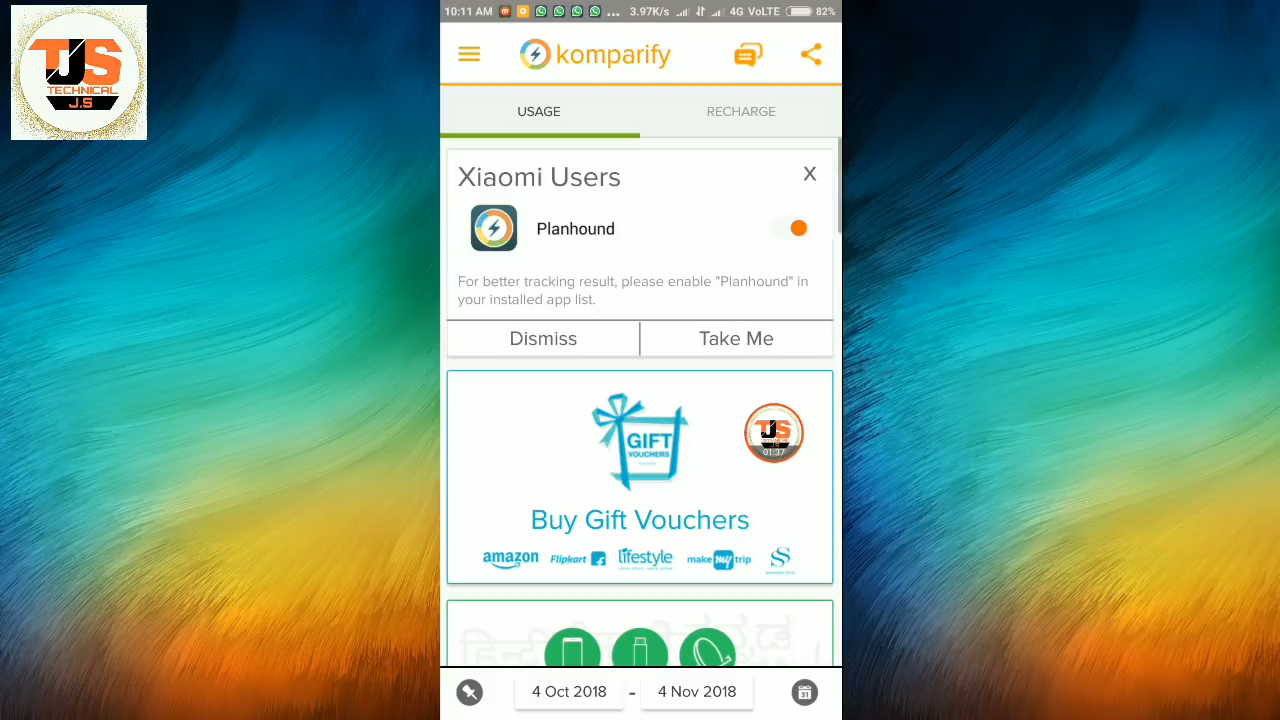 TJS
TECHNICAL
J.S
10:11 AM ... 3.97K/s 4G VoLTE 82%
komparify
USAGE RECHARGE
Xiaomi Users X
Planhound
For better tracking result, please enable "Planhound" in
your installed app list.
Dismiss Take Me
GIFT
VOUCHERS
TJS
01:37
Buy Gift Vouchers
amazon Flipkart lifestyle make my trip S
हिन्दी
4 Oct 2018 - 4 Nov 2018 31